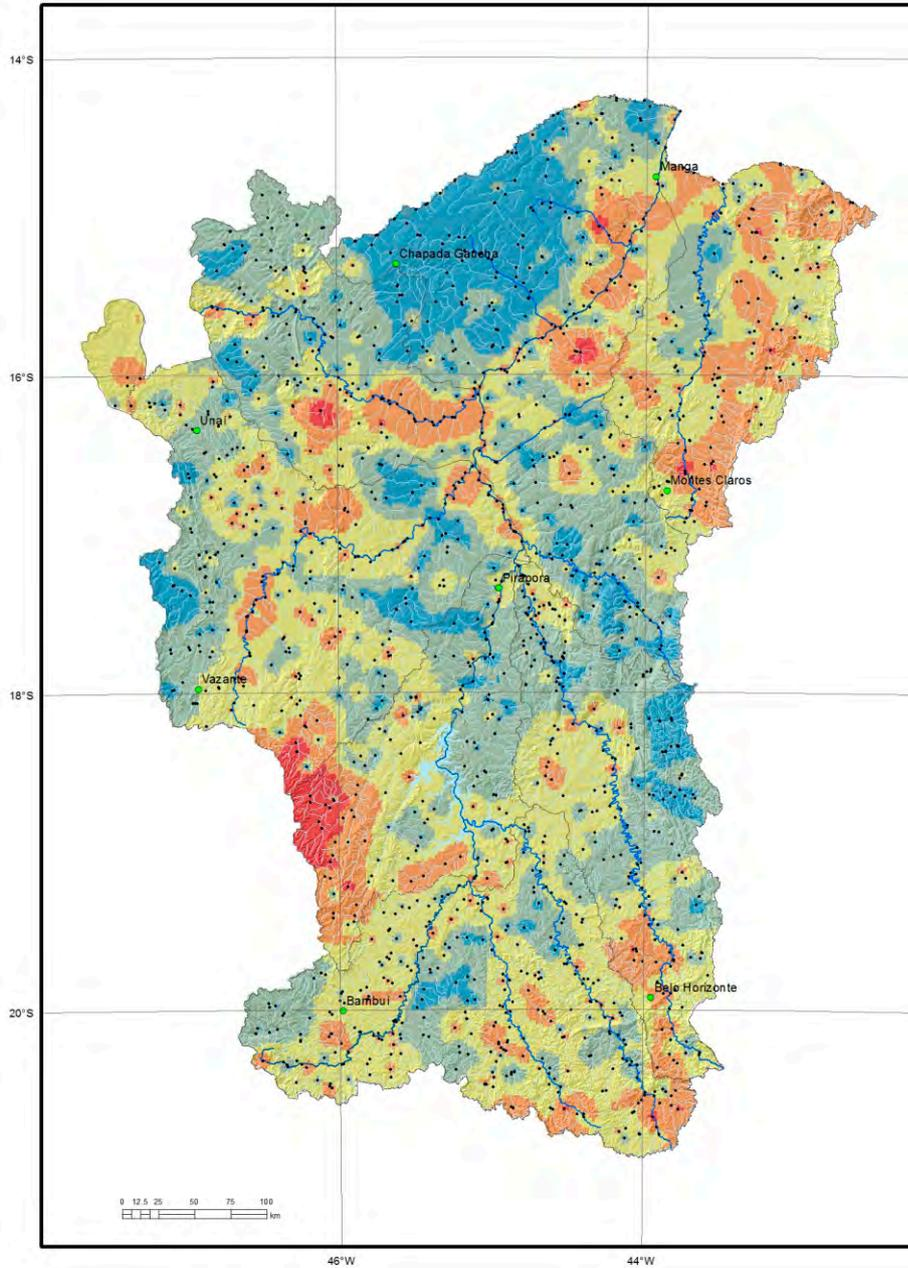 14°S
Manga
Chapada Gaúcha
16°S
Unaí
Montes Claros
Pirapora
Vazante
18°S
Belo Horizonte
Bambuí
20°S
0 12.5 25 50 75 100
km
46°W 44°W